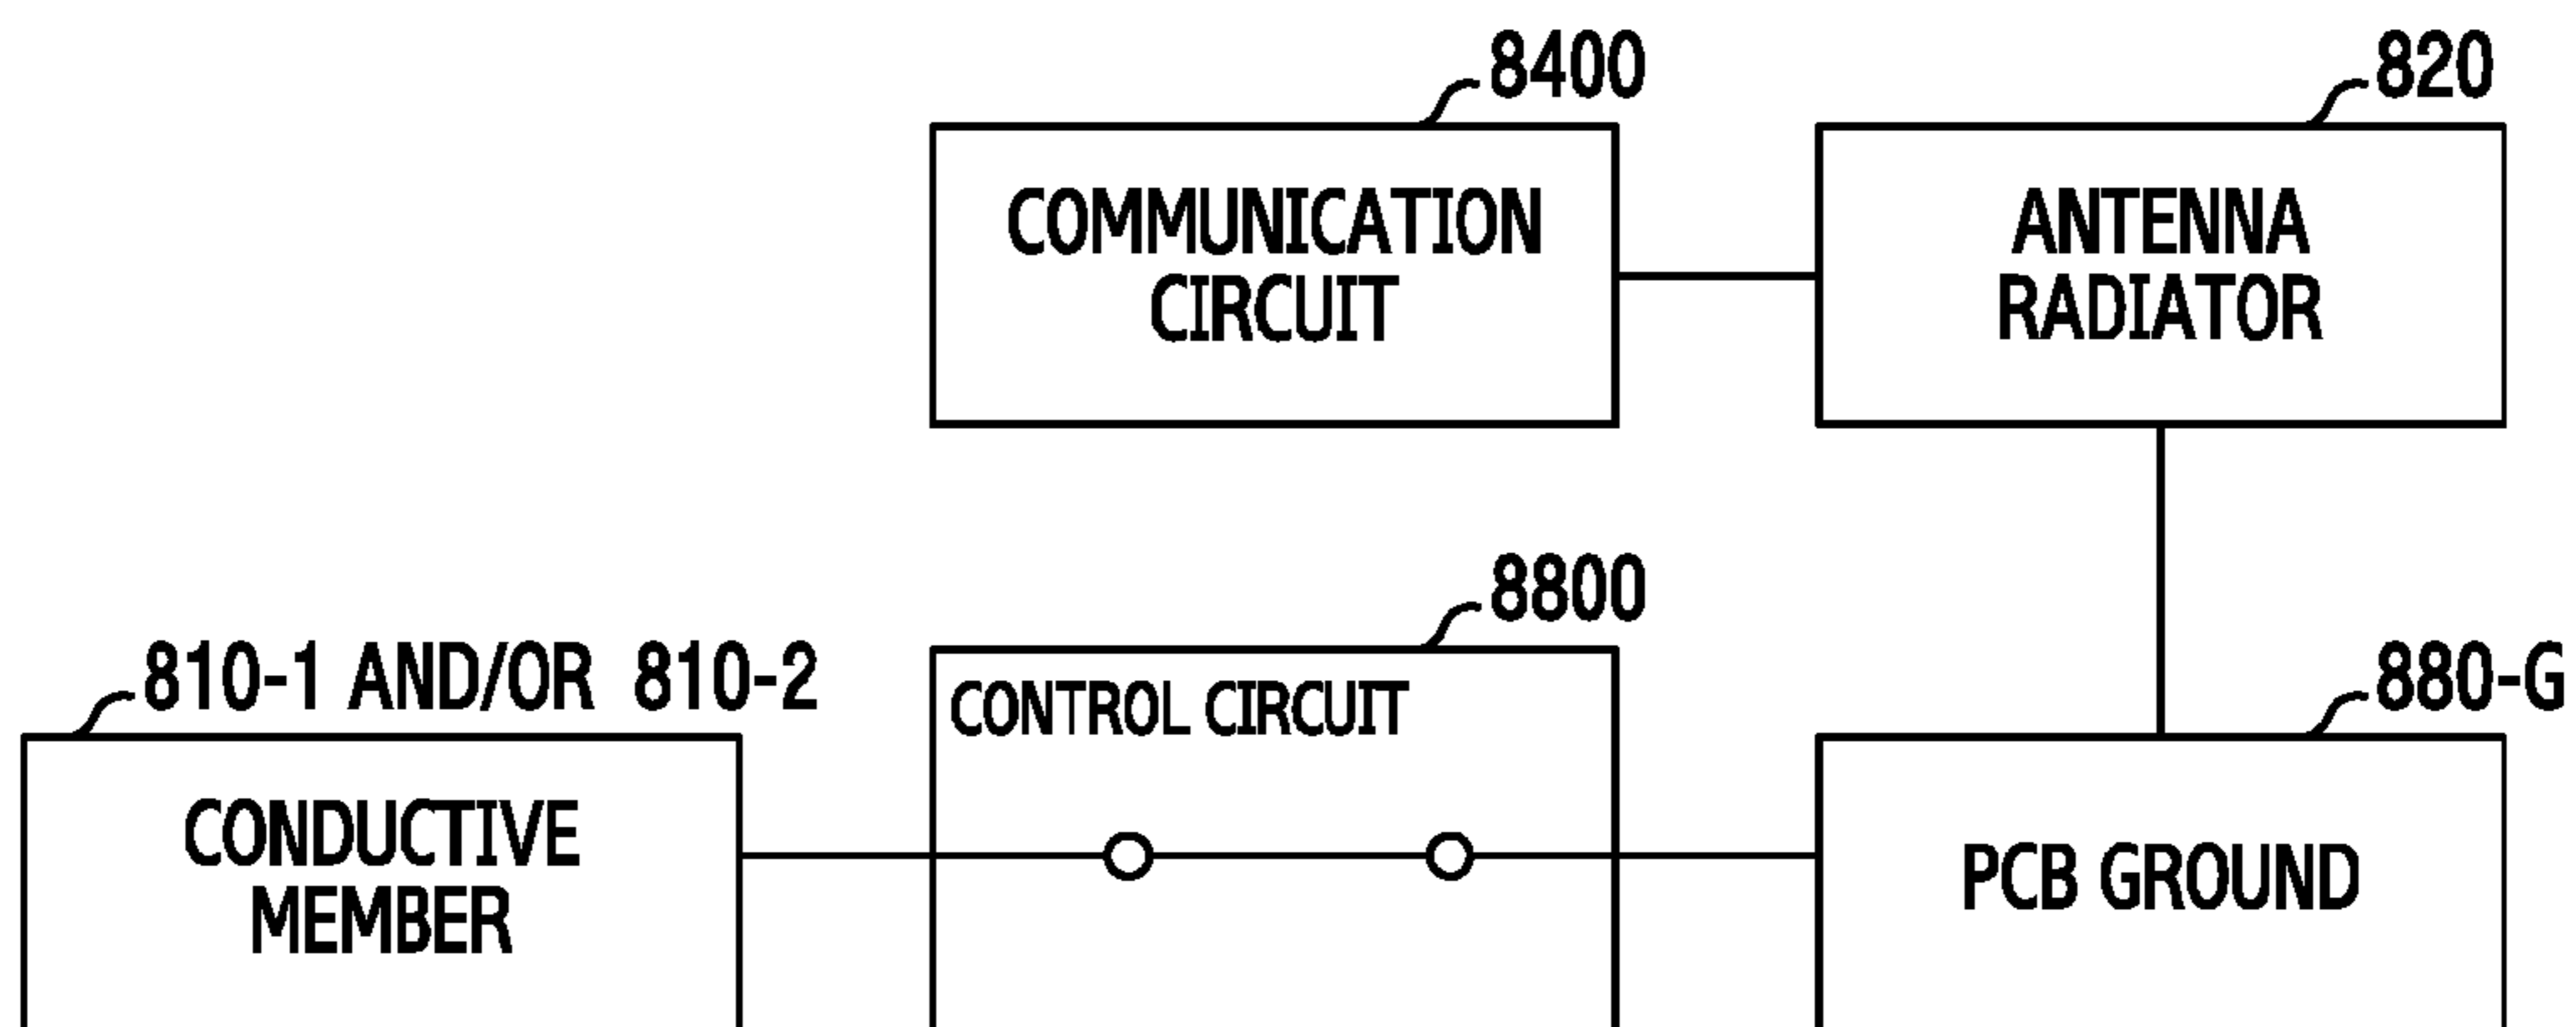 8400
820
COMMUNICATION
CIRCUIT
ANTENNA
RADIATOR
8800
810-1 AND/OR 810-2
880-G
CONTROL CIRCUIT
CONDUCTIVE
MEMBER
PCB GROUND